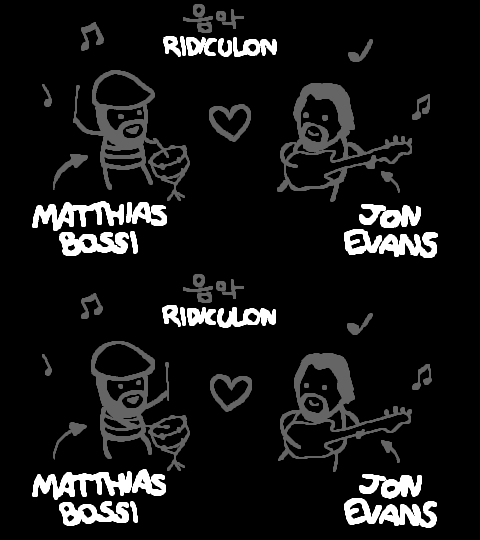 음악
RIDICULON
MATTHIAS
BOSSI
JON
EVANS
음악
RIDICULON
MATTHIAS
BOSSI
JON
EVANS